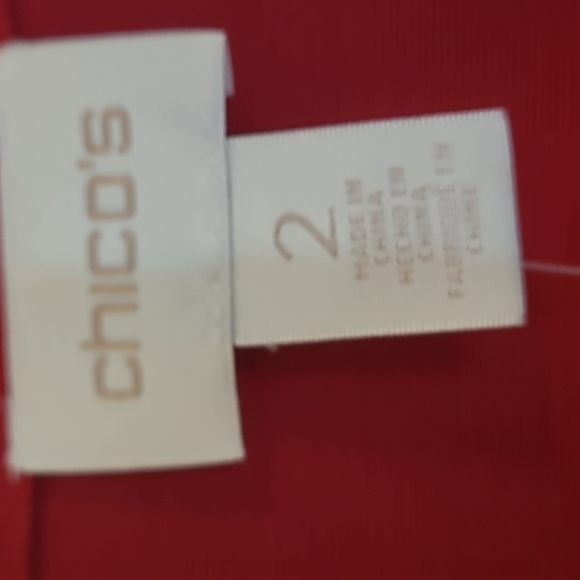 chico's
2
MADE IN
CHINA
HECHO EN
CHINA
FABRIQUÉ EN
CHINE